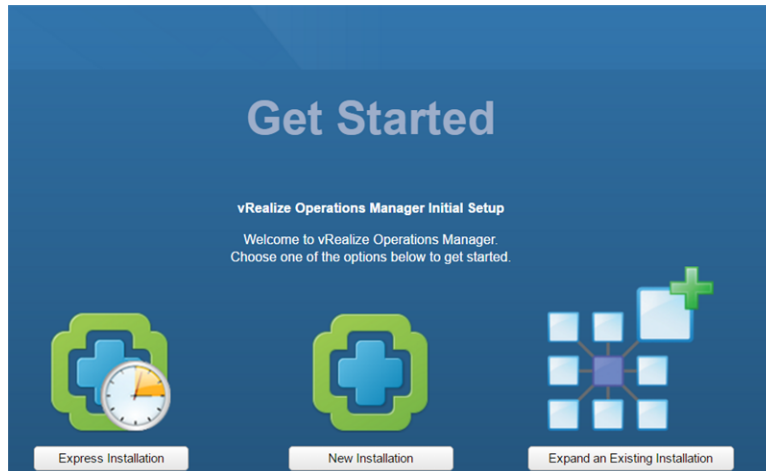 Get Started
vRealize Operations Manager Initial Setup
Welcome to vRealize Operations Manager.
Choose one of the options below to get started.
Express Installation
New Installation
Expand an Existing Installation